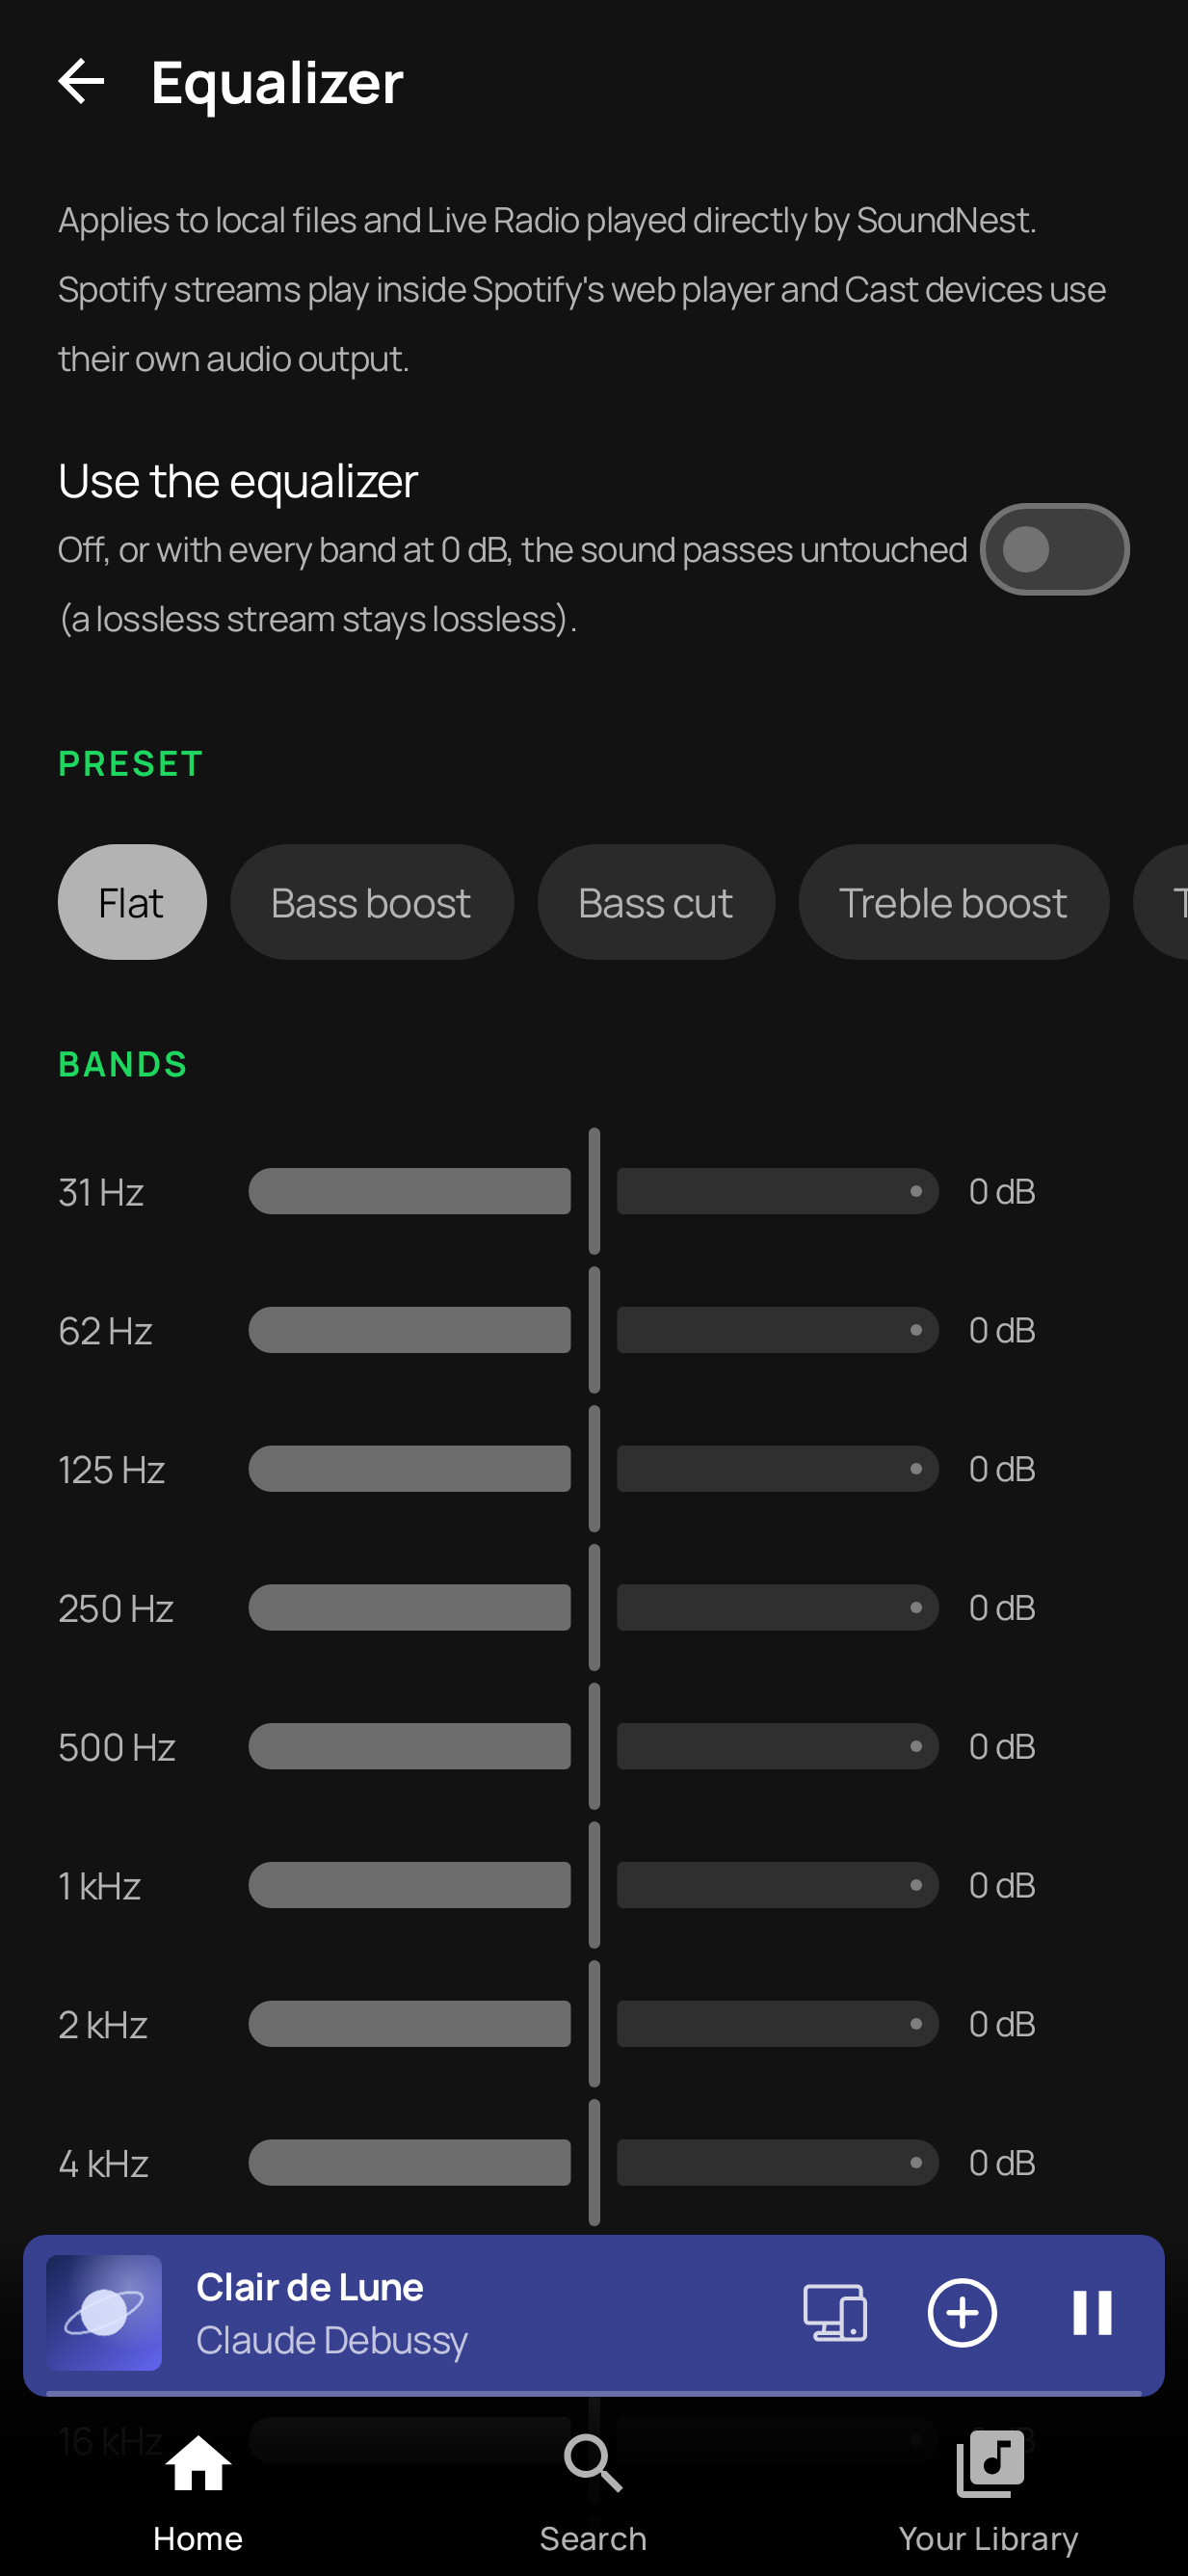 Equalizer
Applies to local files and Live Radio played directly by SoundNest.
Spotify streams play inside Spotify's web player and Cast devices use
their own audio output.
Use the equalizer
Off, or with every band at 0 dB, the sound passes untouched
(a lossless stream stays lossless).
PRESET
Flat
Bass boost
Bass cut
Treble boost
BANDS
31 Hz 0 dB
62 Hz 0 dB
125 Hz 0 dB
250 Hz 0 dB
500 Hz 0 dB
1 kHz 0 dB
2 kHz 0 dB
4 kHz 0 dB
Clair de Lune
Claude Debussy
16 kHz
Home
Search
Your Library